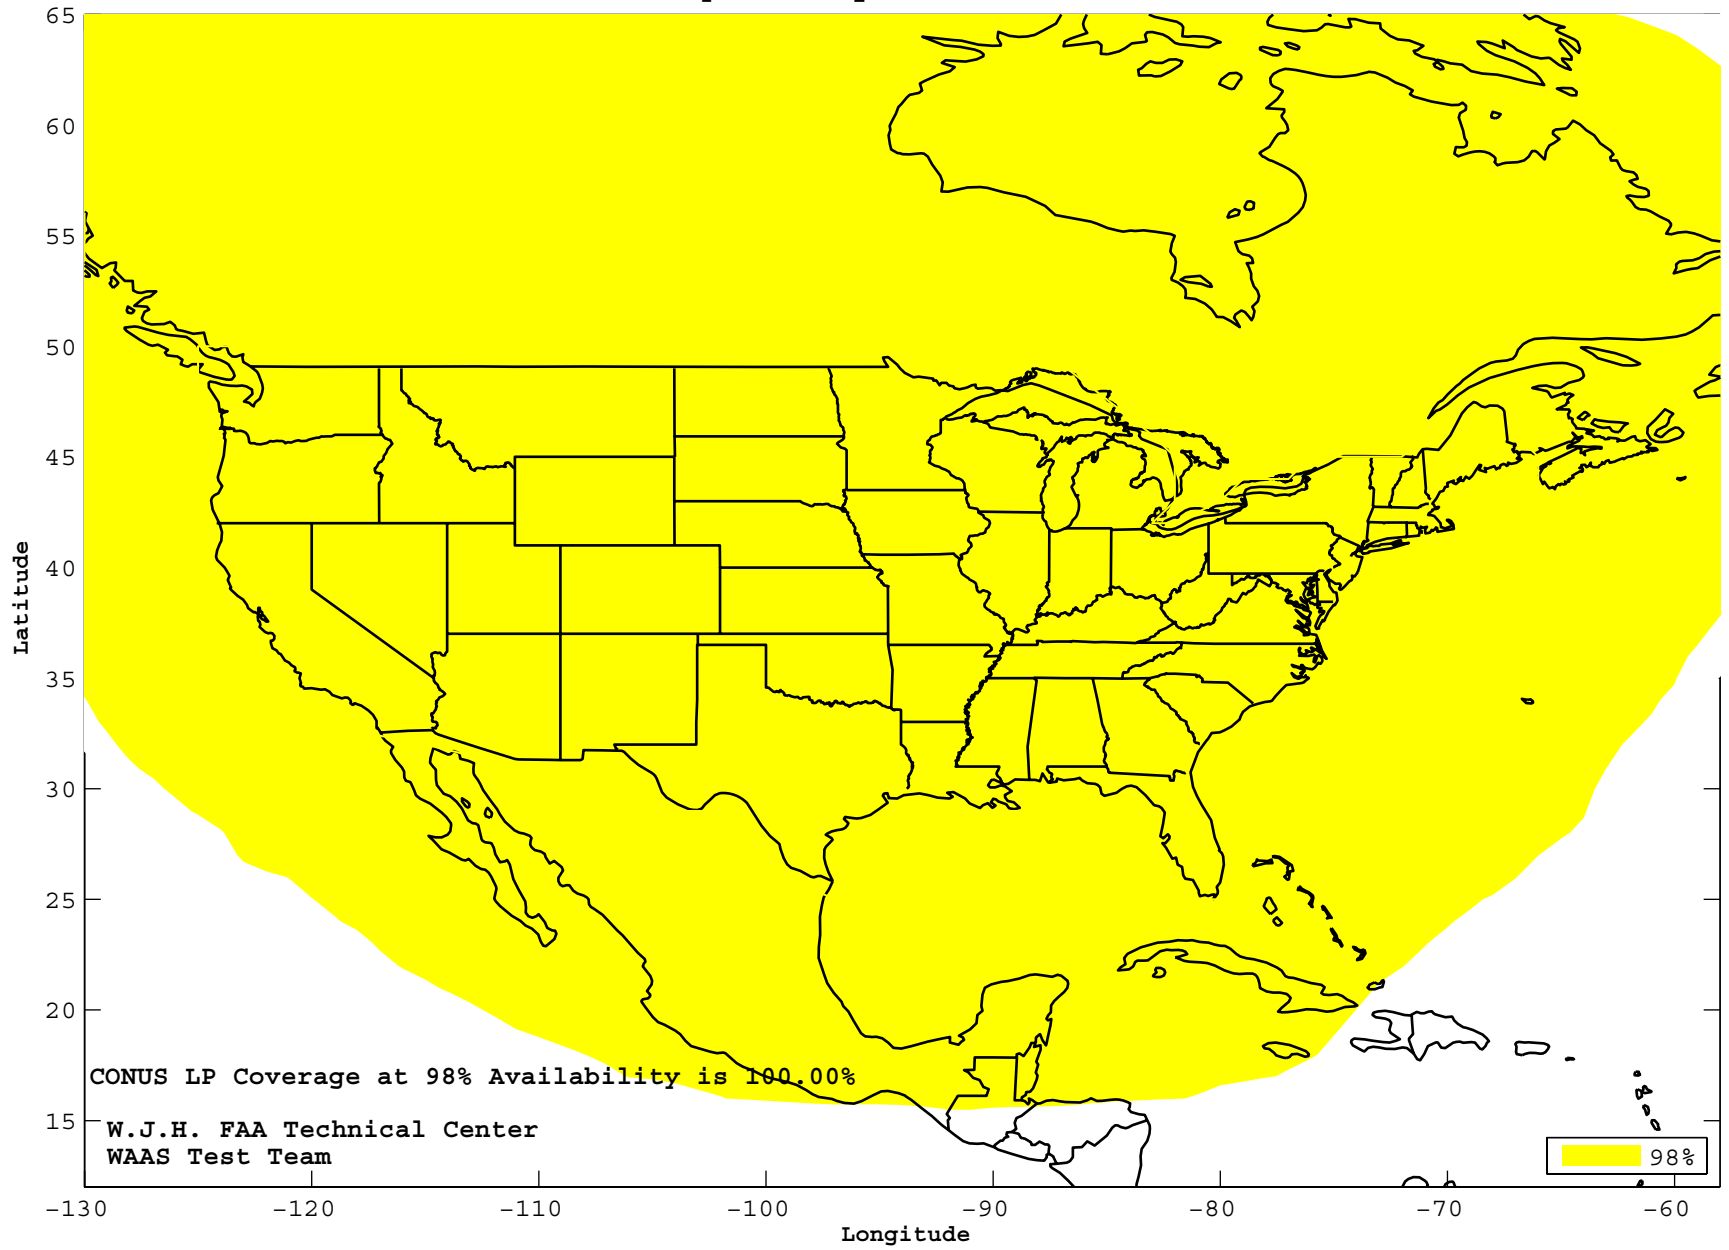 65
60
55
50
45
40
35
30
25
20
15
Latitude
CONUS LP Coverage at 98% Availability is 100.00%
W.J.H. FAA Technical Center
WAAS Test Team
98%
-130 -120 -110 -100 -90 -80 -70 -60
Longitude